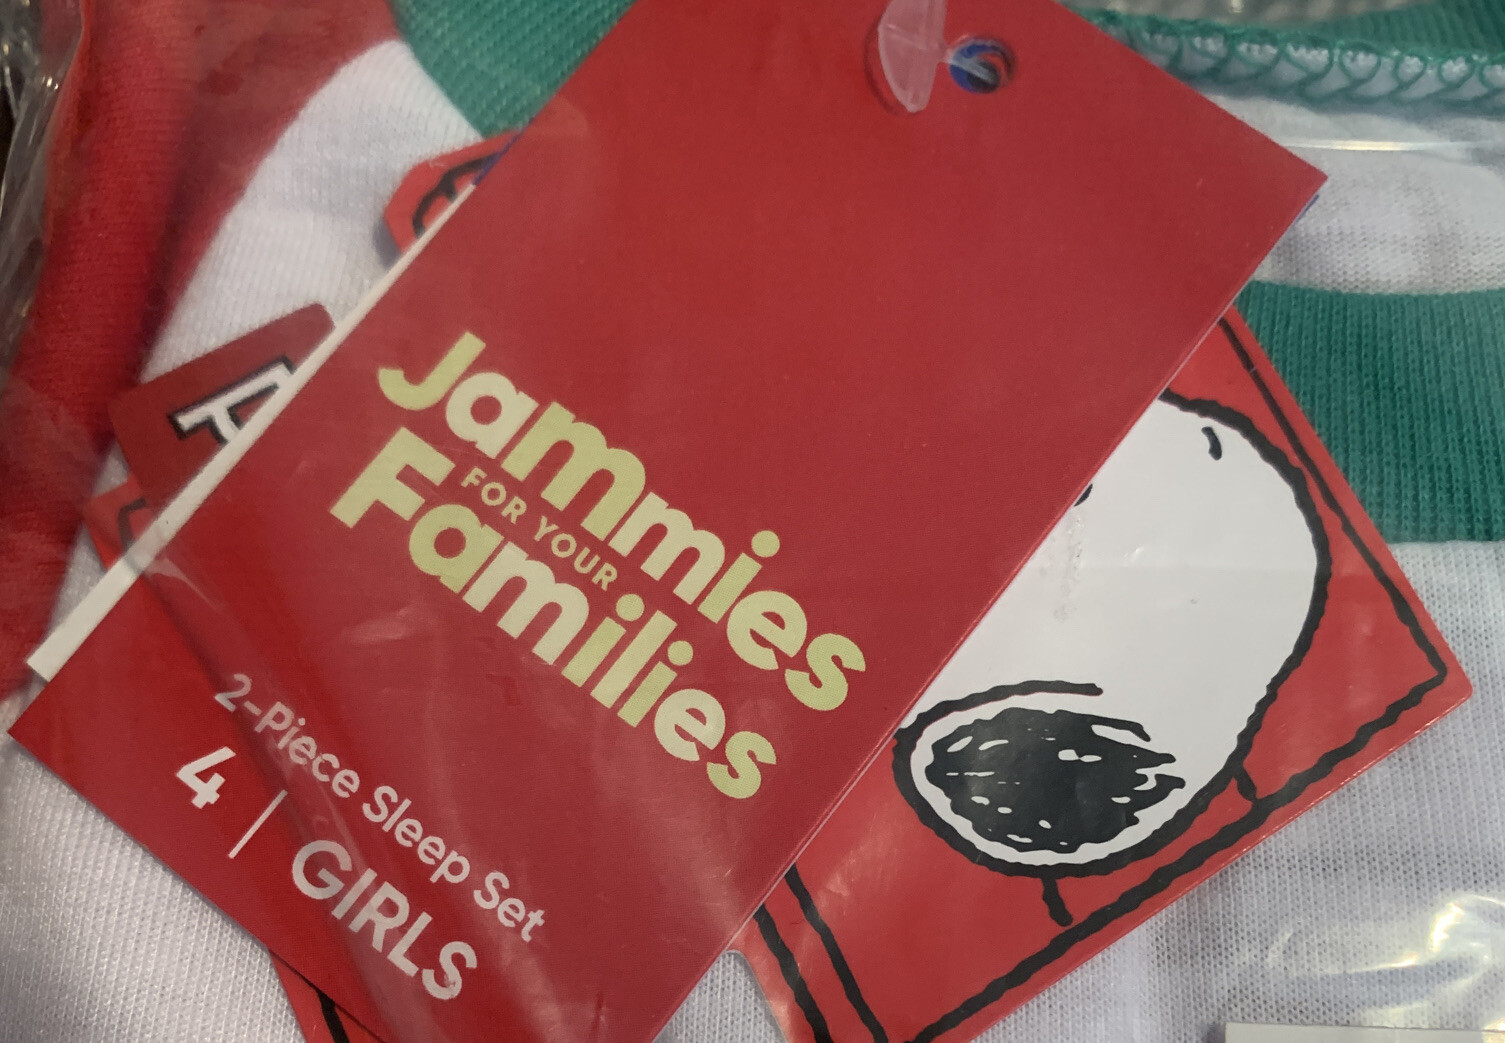 Jammies
FOR YOUR
Families
2-Piece Sleep Set
4 | GIRLS